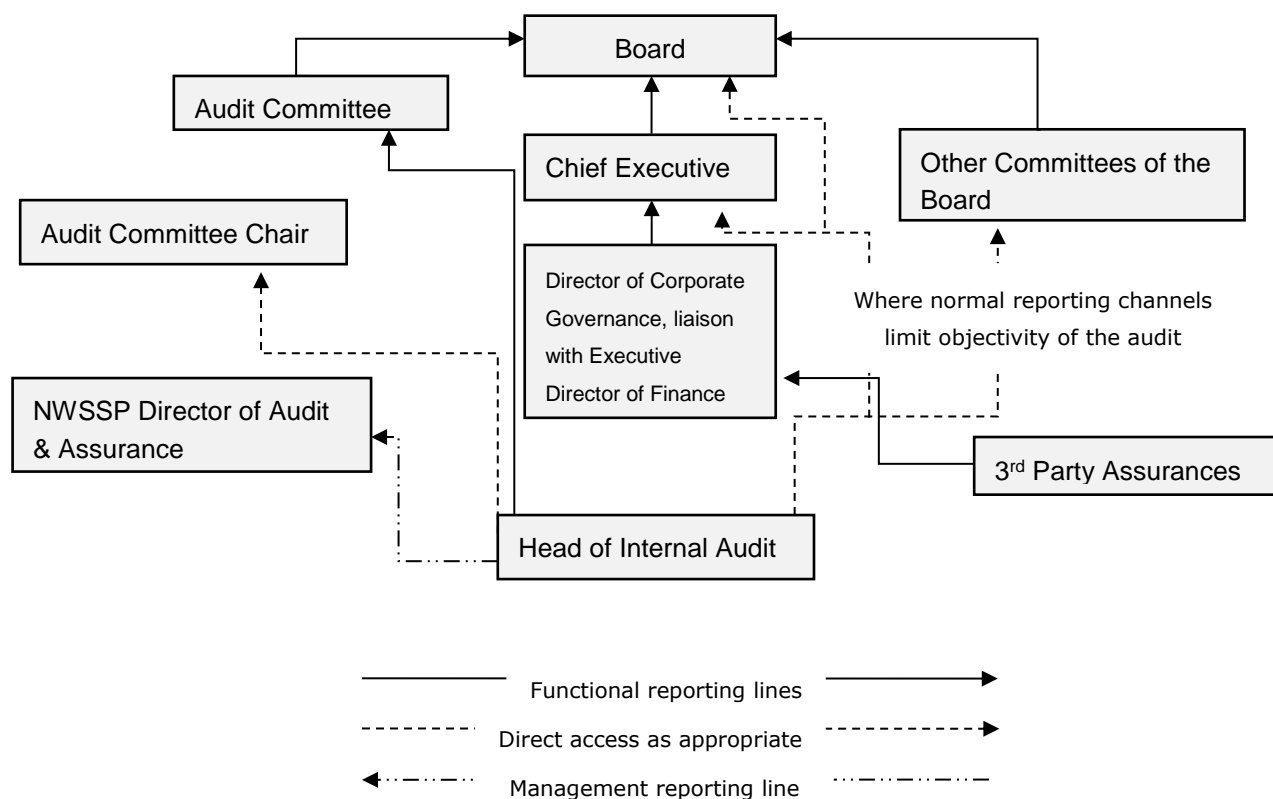 Board
Audit Committee
Chief Executive
Other Committees of the
Board
Audit Committee Chair
Director of Corporate
Governance, liaison
with Executive
Director of Finance
Where normal reporting channels
limit objectivity of the audit
NWSSP Director of Audit
& Assurance
3rd Party Assurances
Head of Internal Audit
Functional reporting lines
Direct access as appropriate
Management reporting line